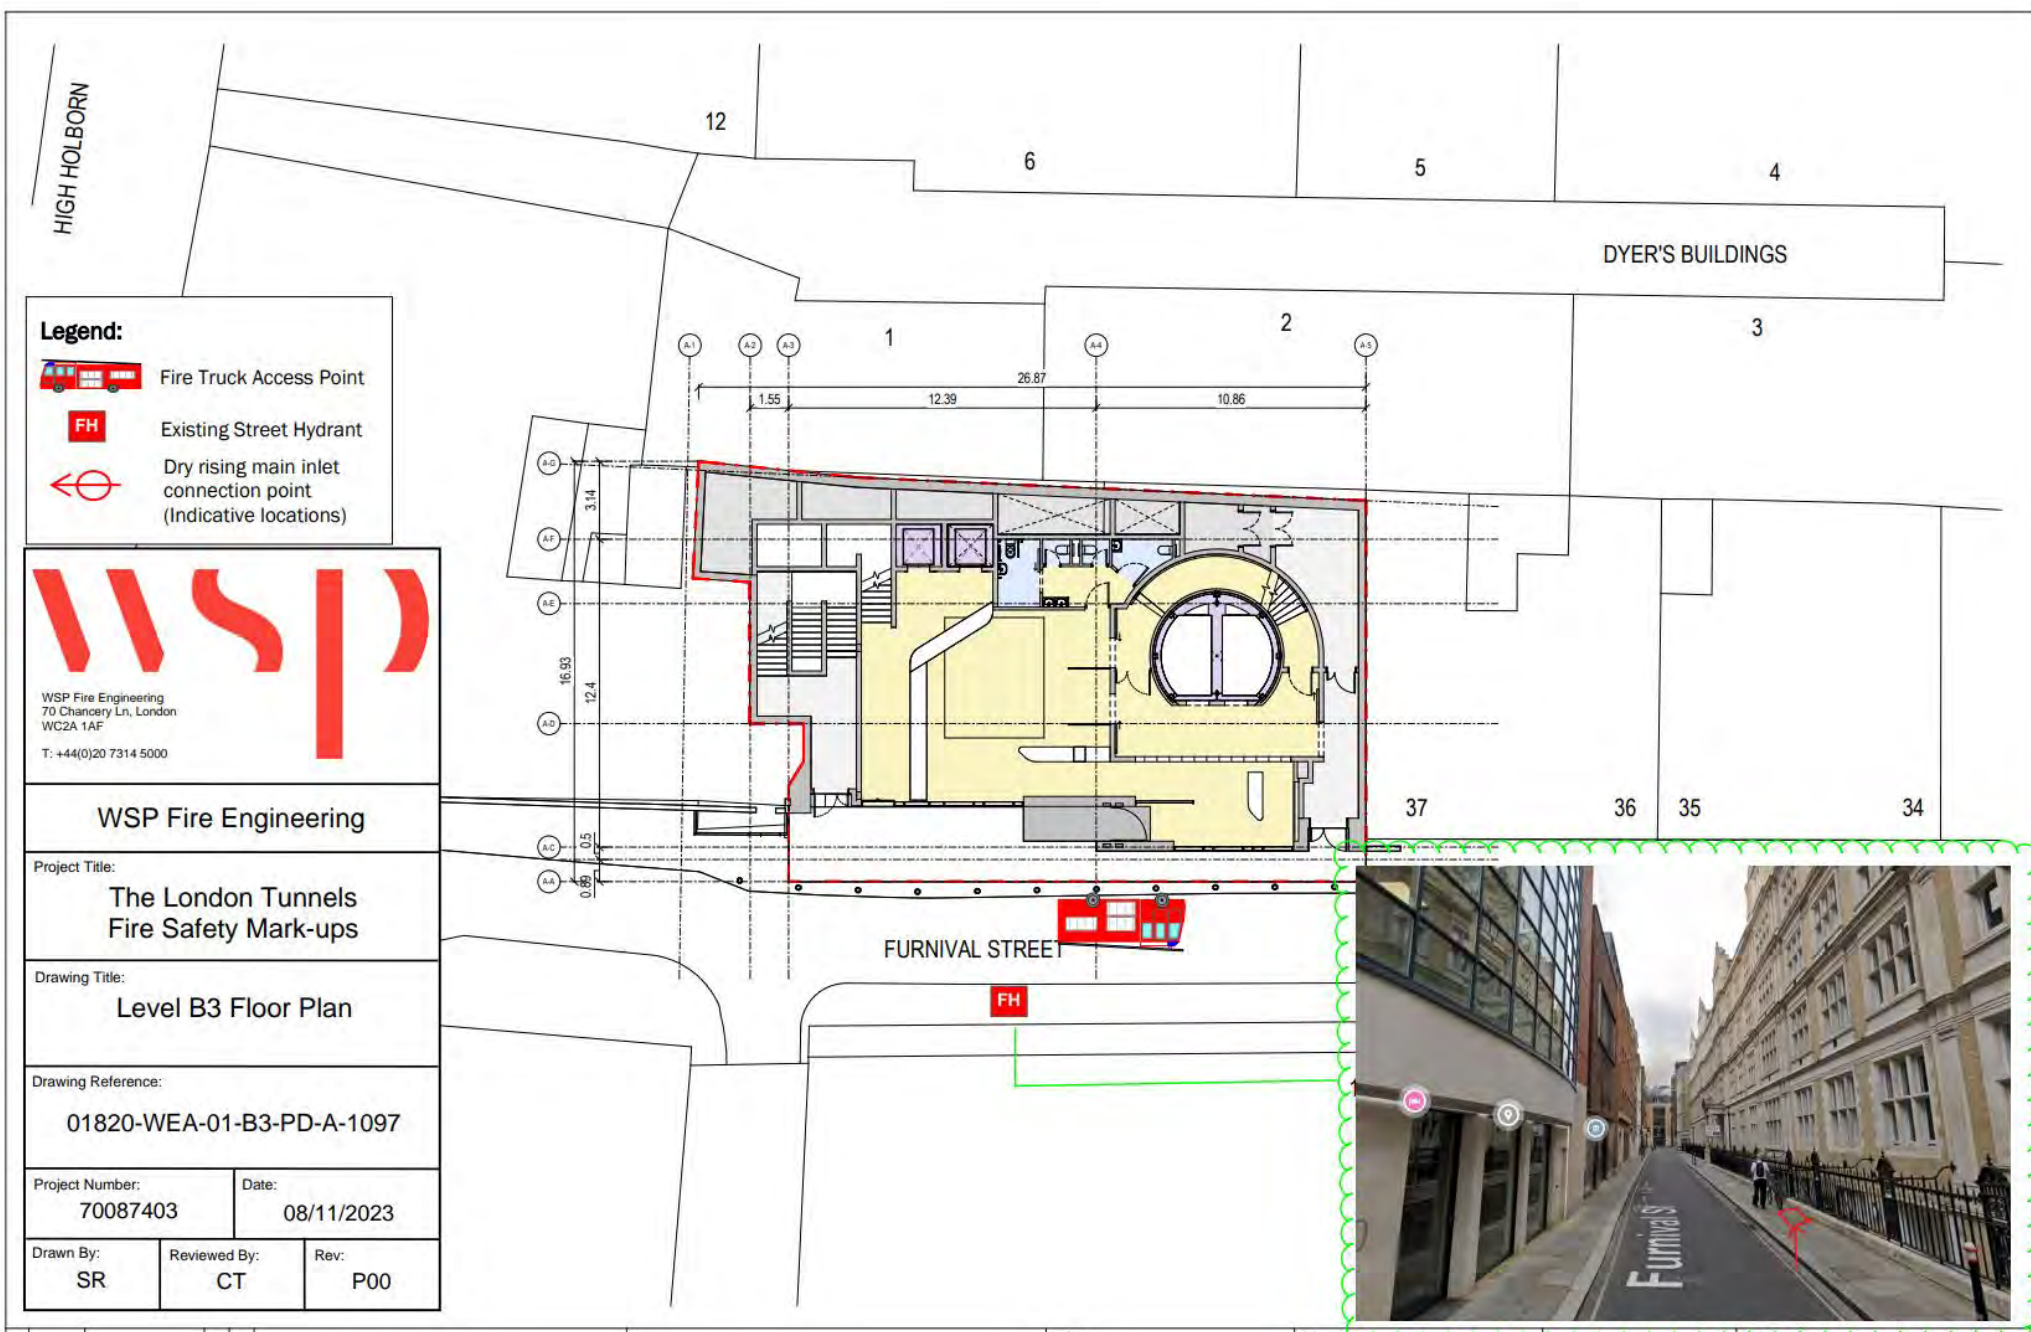 HIGH HOLBORN
12
6
5
4
DYER'S BUILDINGS
1
2
3
Legend:
Fire Truck Access Point
FH
Existing Street Hydrant
Dry rising main inlet
connection point
(Indicative locations)
A-1
A-2
A-3
A-4
A-5
26.87
1.55
12.39
10.86
A-G
A-F
A-E
A-D
A-C
A-A
3.14
16.93
12.4
0.5
0.89
37
36
35
34
FURNIVAL STREET
FH
wsp
WSP Fire Engineering
70 Chancery Ln, London
WC2A 1AF
T: +44(0)20 7314 5000
WSP Fire Engineering
Project Title:
The London Tunnels
Fire Safety Mark-ups
Drawing Title:
Level B3 Floor Plan
Drawing Reference:
01820-WEA-01-B3-PD-A-1097
Project Number:
70087403
Date:
08/11/2023
Drawn By:
SR
Reviewed By:
CT
Rev:
P00
Furnival St